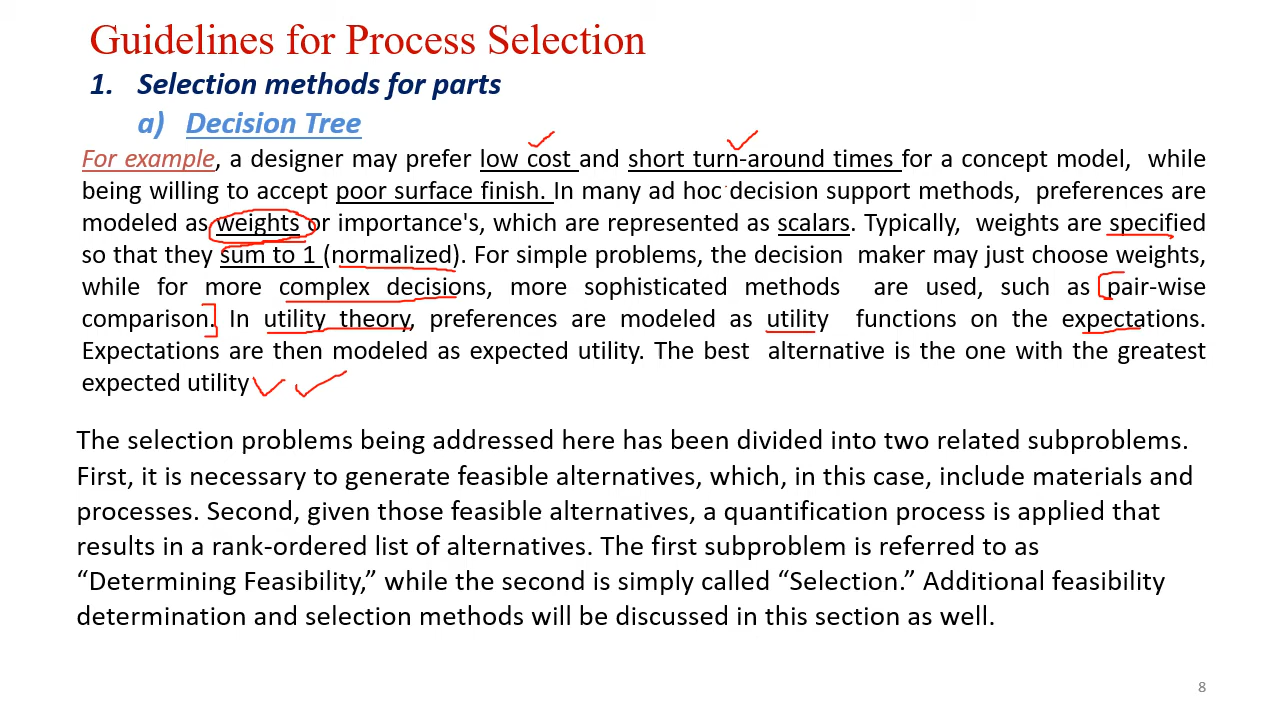 Guidelines for Process Selection
1. Selection methods for parts
a) Decision Tree
For example, a designer may prefer low cost and short turn-around times for a concept model, while
being willing to accept poor surface finish. In many ad hoc decision support methods, preferences are
modeled as weights or importance's, which are represented as scalars. Typically, weights are specified
so that they sum to 1 (normalized). For simple problems, the decision maker may just choose weights,
while for more complex decisions, more sophisticated methods are used, such as pair-wise
comparison. In utility theory, preferences are modeled as utility functions on the expectations.
Expectations are then modeled as expected utility. The best alternative is the one with the greatest
expected utility
The selection problems being addressed here has been divided into two related subproblems.
First, it is necessary to generate feasible alternatives, which, in this case, include materials and
processes. Second, given those feasible alternatives, a quantification process is applied that
results in a rank-ordered list of alternatives. The first subproblem is referred to as
“Determining Feasibility,” while the second is simply called “Selection.” Additional feasibility
determination and selection methods will be discussed in this section as well.
8